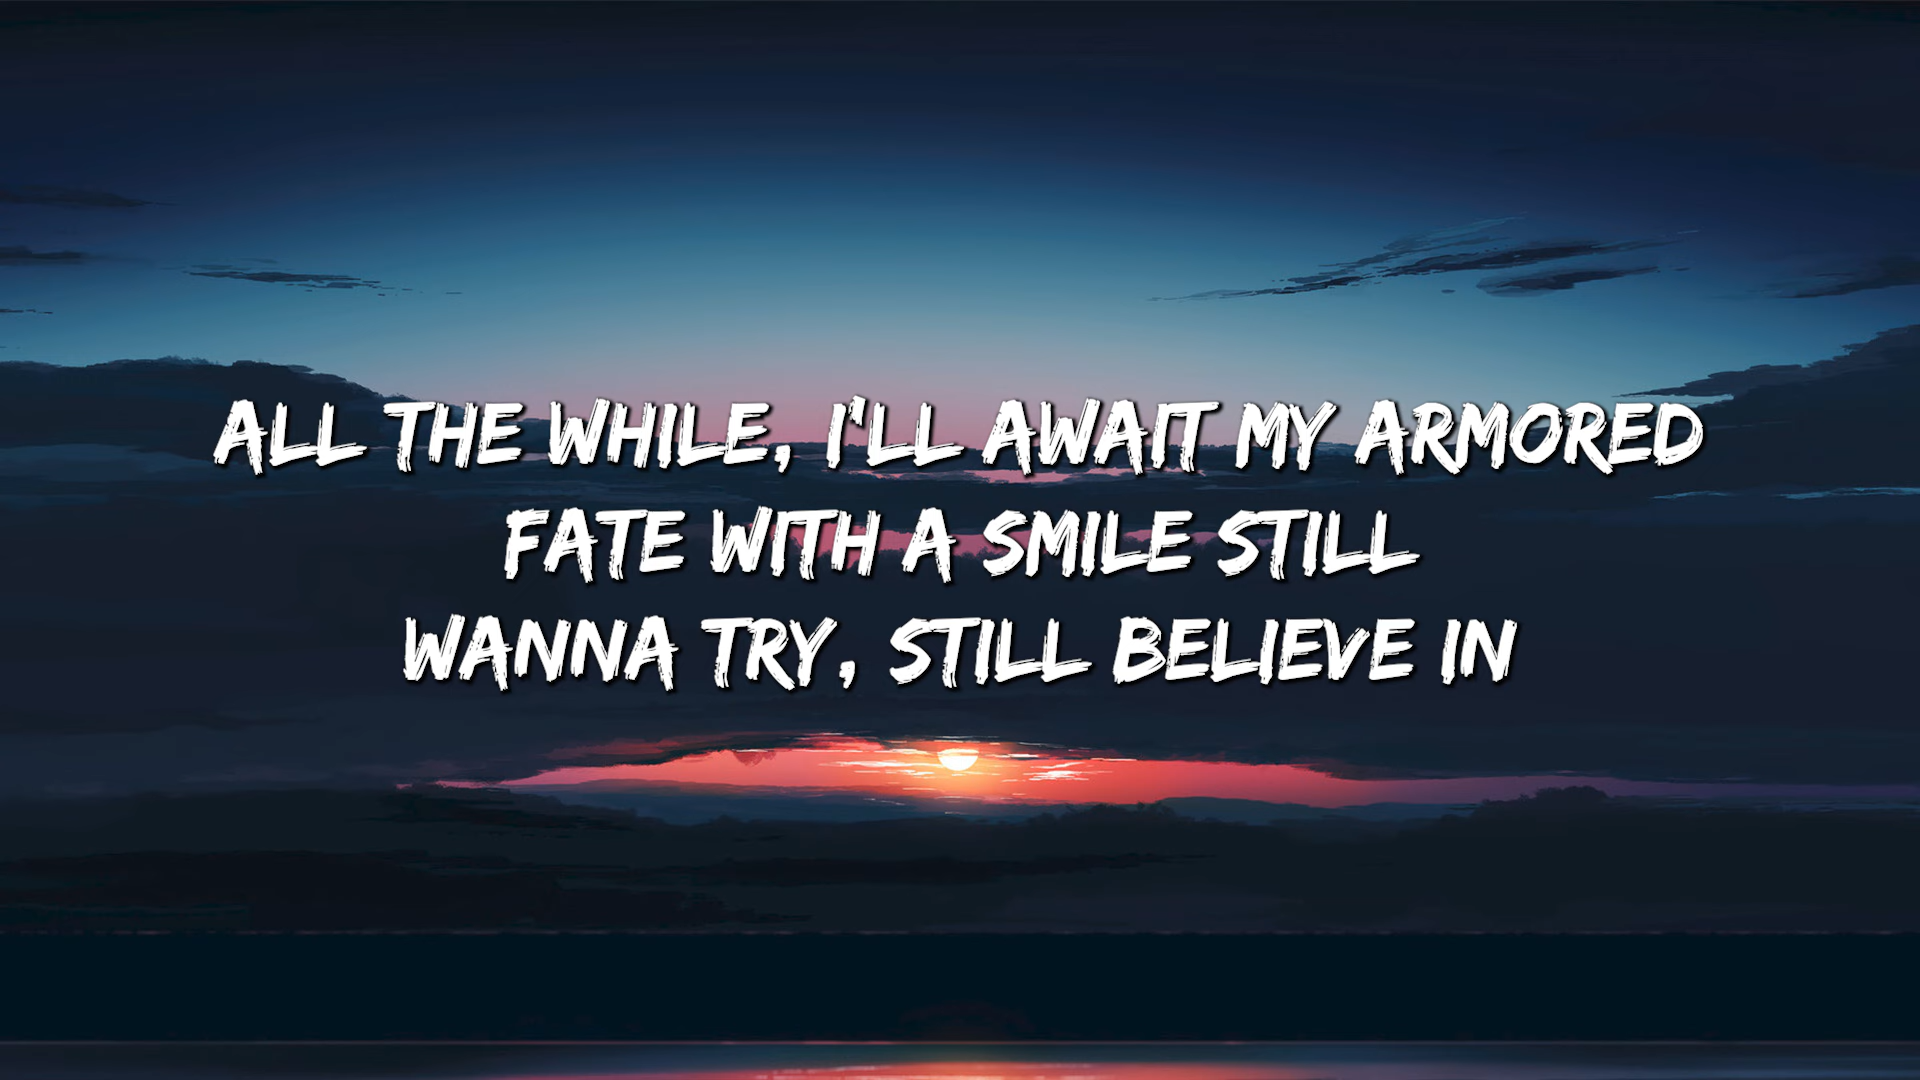 ALL THE WHILE, I'LL AWAIT MY ARMORED
FATE WITH A SMILE STILL
WANNA TRY, STILL BELIEVE IN